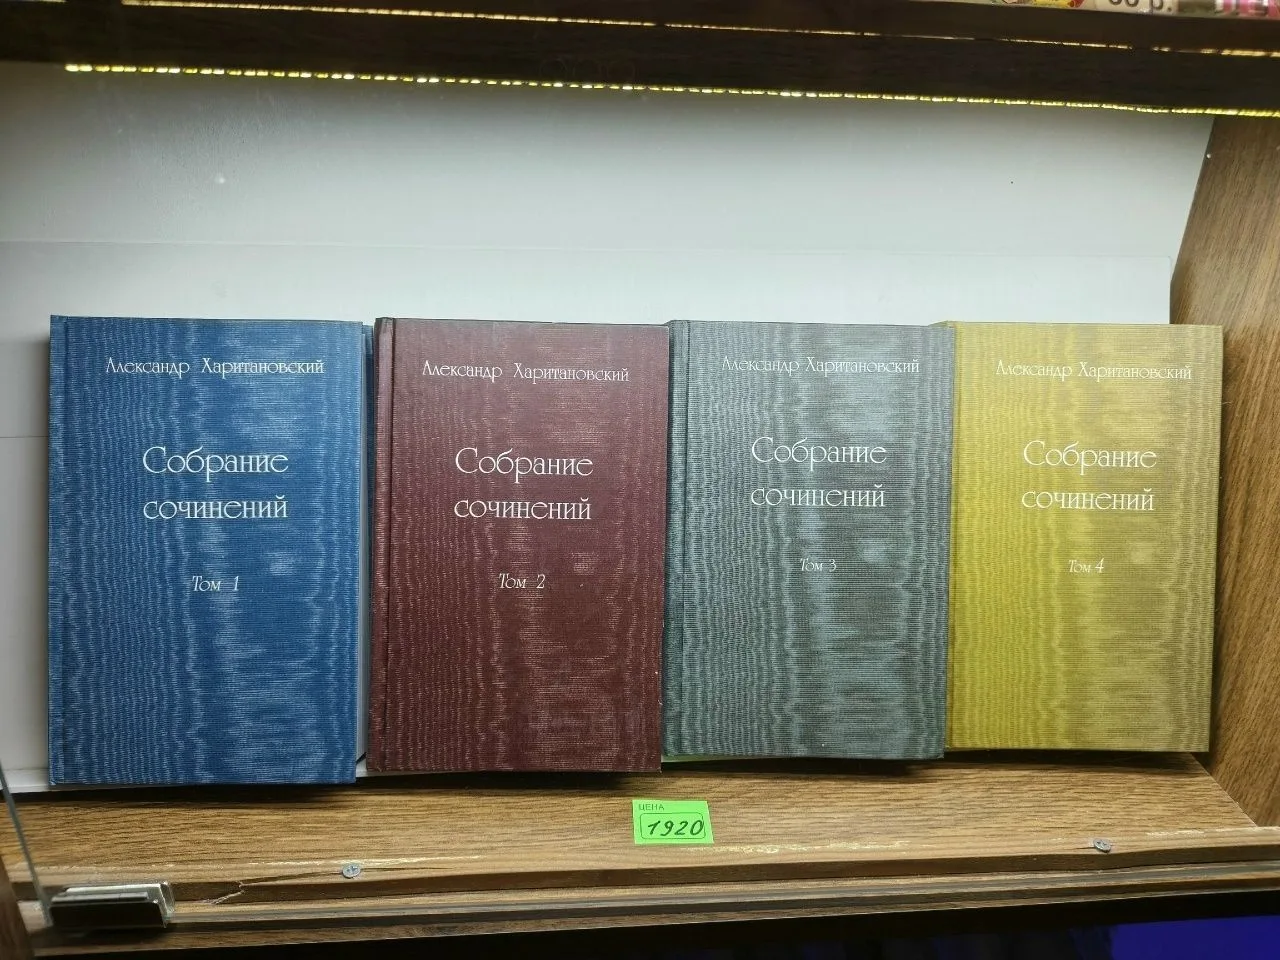 Александр Харитановский
Собрание
сочинений
Том 1
Александр Харитановский
Собрание
сочинений
Том 2
Александр Харитановский
Собрание
сочинений
Том 3
Александр Харитановский
Собрание
сочинений
Том 4
ЦЕНА
1920